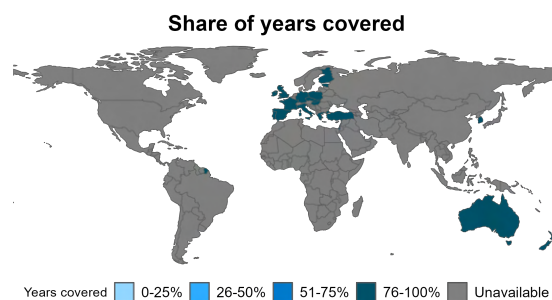 Share of years covered
Years covered 0-25% 26-50% 51-75% 76-100% Unavailable